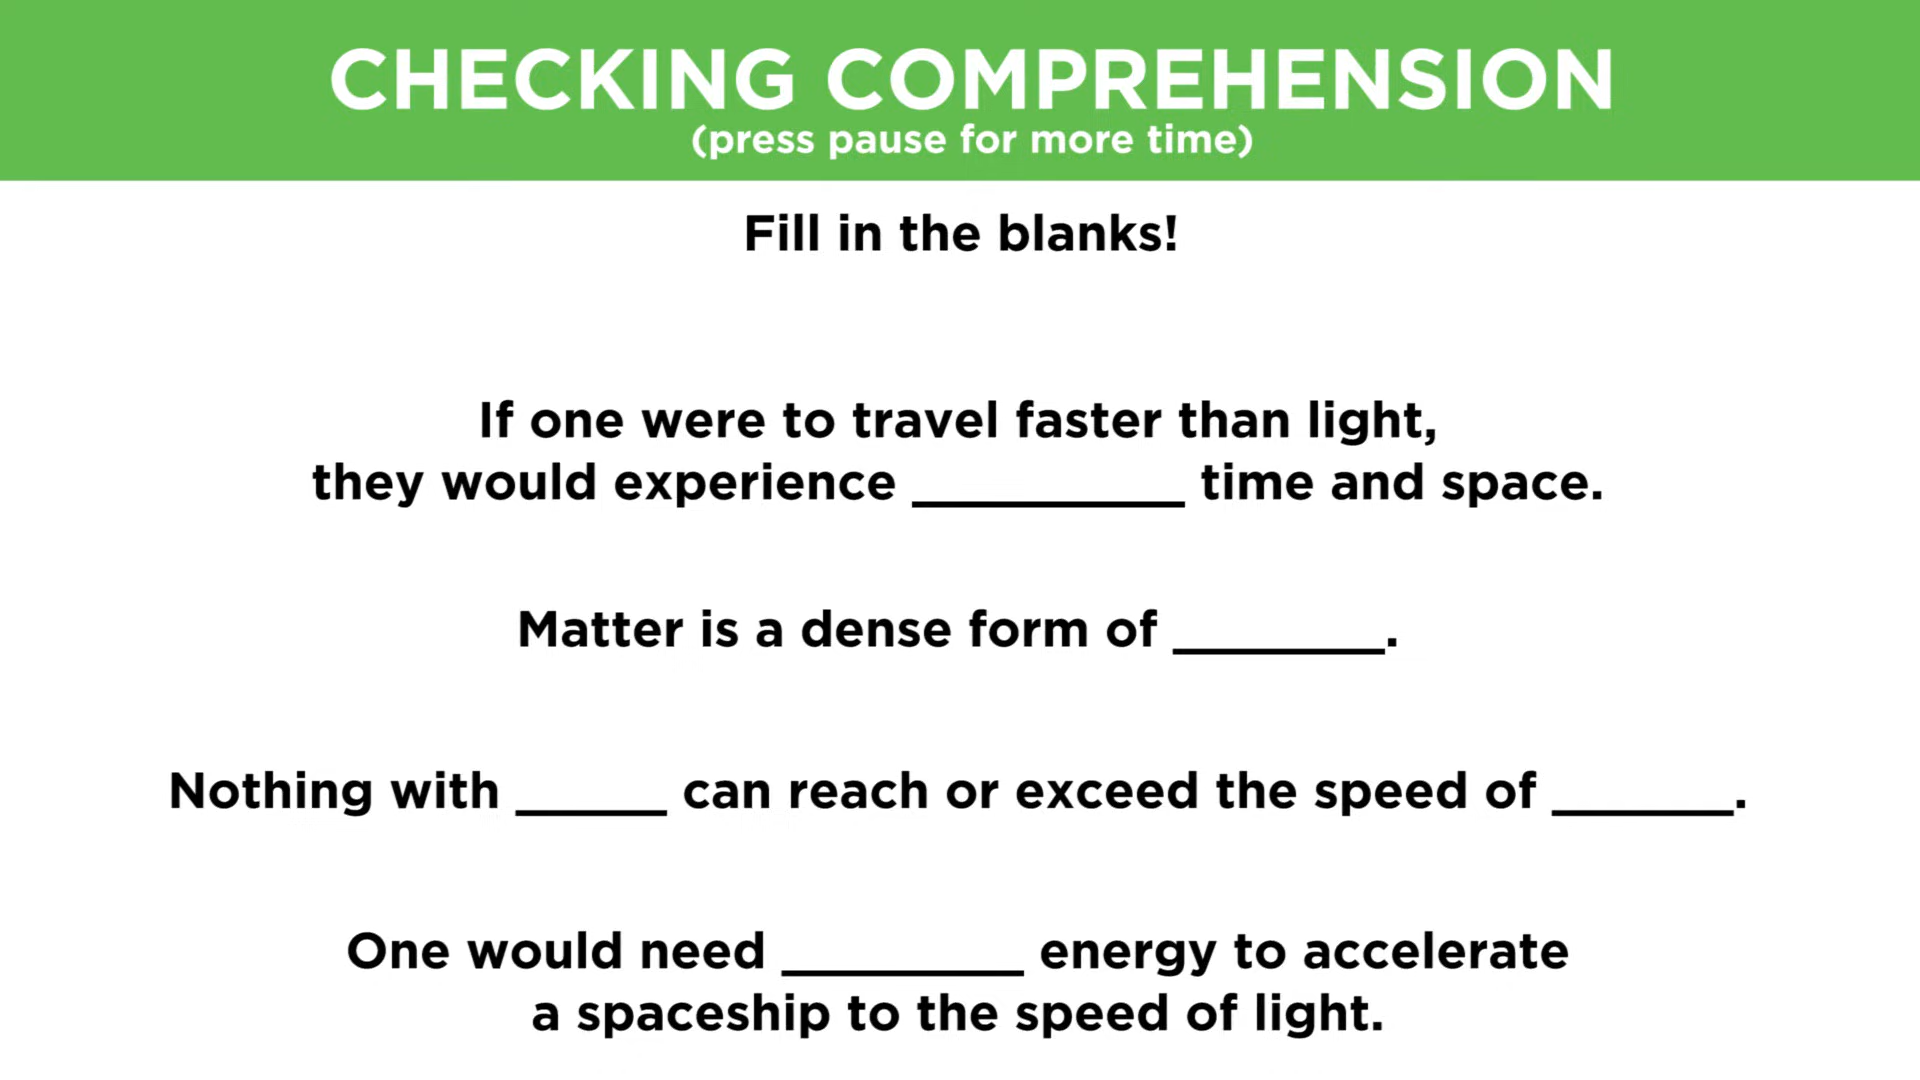 CHECKING COMPREHENSION
(press pause for more time)
Fill in the blanks!
If one were to travel faster than light,
they would experience _________ time and space.
Matter is a dense form of _______.
Nothing with _____ can reach or exceed the speed of ______.
One would need ________ energy to accelerate
a spaceship to the speed of light.